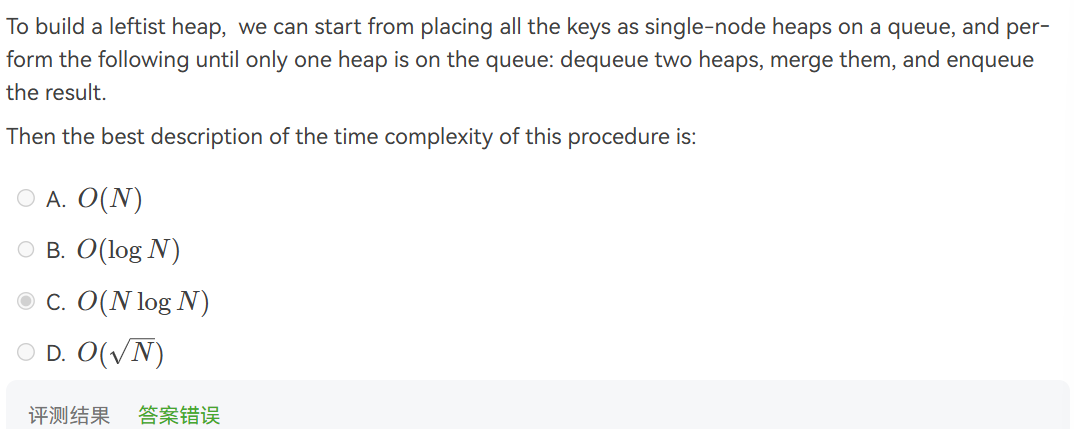 To build a leftist heap, we can start from placing all the keys as single-node heaps on a queue, and per-
form the following until only one heap is on the queue: dequeue two heaps, merge them, and enqueue
the result.
Then the best description of the time complexity of this procedure is:
A. O(N)
B. O(log N)
C. O(N log N)
D. O(√N)
评测结果 答案错误